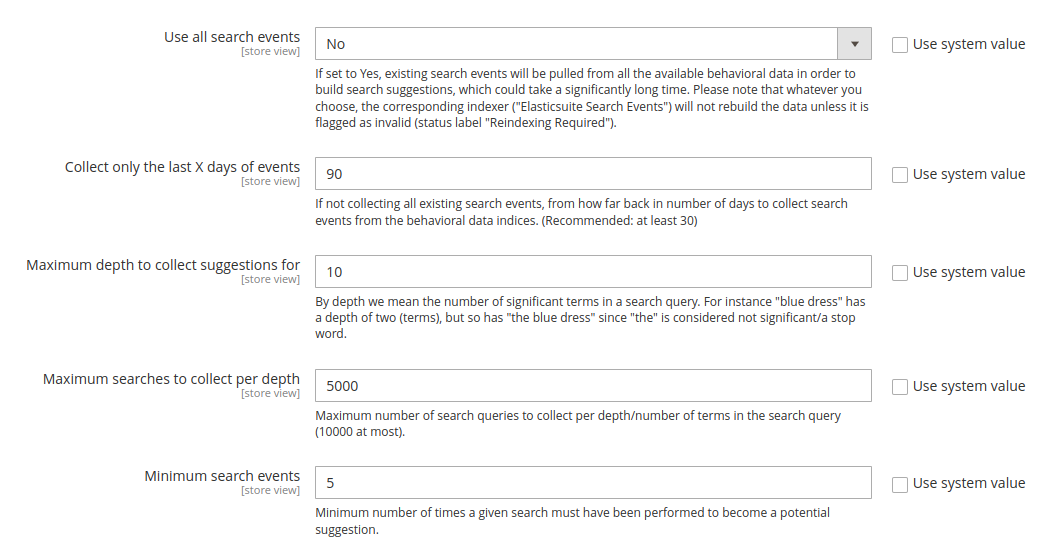 Use all search events
[store view]
No
Use system value
If set to Yes, existing search events will be pulled from all the available behavioral data in order to
build search suggestions, which could take a significantly long time. Please note that whatever you
choose, the corresponding indexer ("Elasticsuite Search Events") will not rebuild the data unless it is
flagged as invalid (status label "Reindexing Required").
Collect only the last X days of events
[store view]
90
Use system value
If not collecting all existing search events, from how far back in number of days to collect search
events from the behavioral data indices. (Recommended: at least 30)
Maximum depth to collect suggestions for
[store view]
10
Use system value
By depth we mean the number of significant terms in a search query. For instance "blue dress" has
a depth of two (terms), but so has "the blue dress" since "the" is considered not significant/a stop
word.
Maximum searches to collect per depth
[store view]
5000
Use system value
Maximum number of search queries to collect per depth/number of terms in the search query
(10000 at most).
Minimum search events
[store view]
5
Use system value
Minimum number of times a given search must have been performed to become a potential
suggestion.